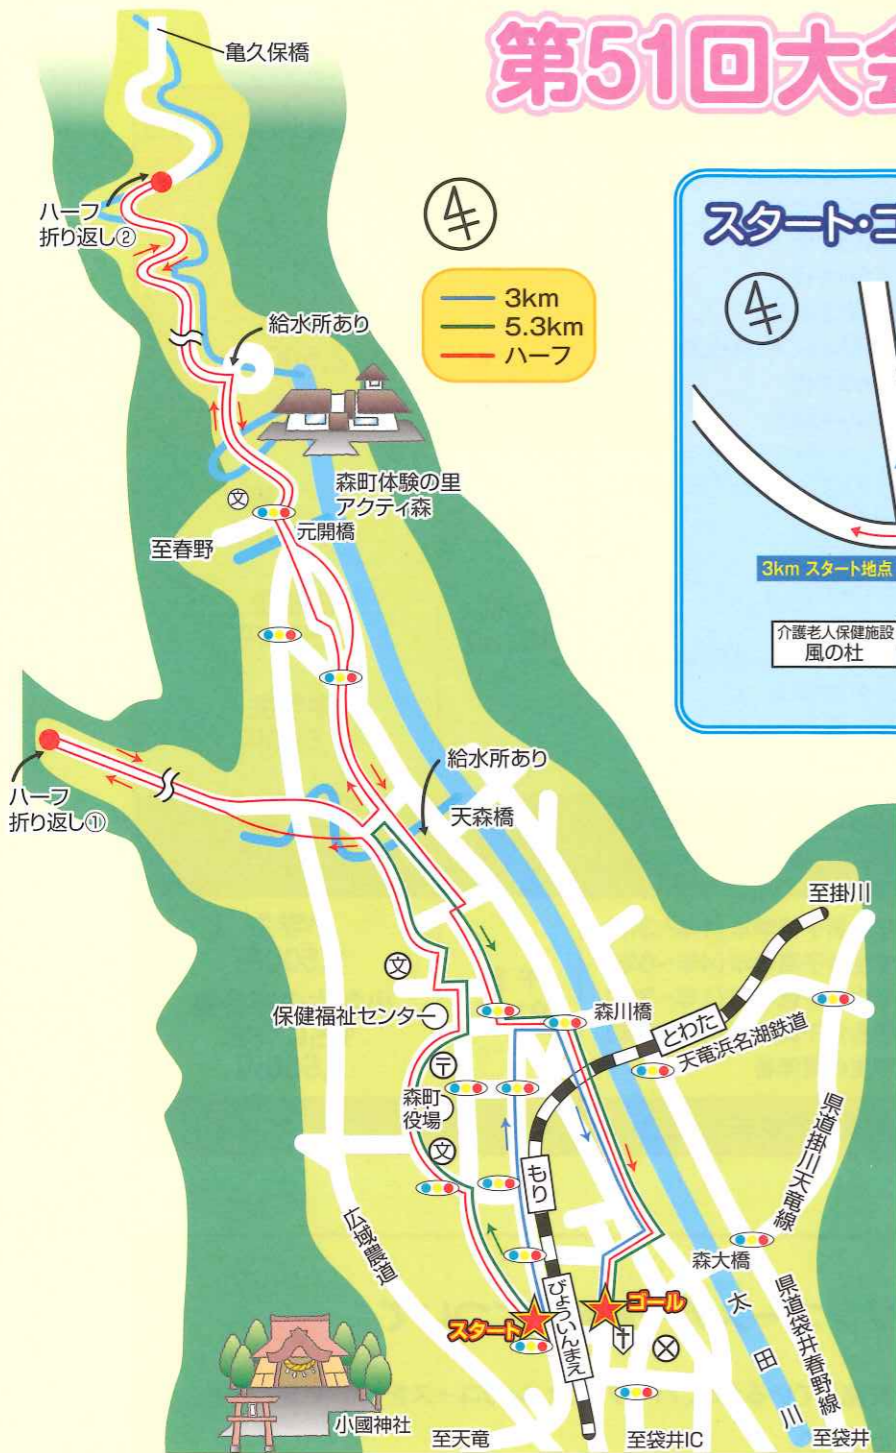 第51回大会
亀久保橋
ハーフ
折り返し②
給水所あり
3km
5.3km
ハーフ
スタート・ゴ
3km スタート地点
介護老人保健施設
風の杜
森町体験の里
アクティ森
文
元開橋
至春野
ハーフ
折り返し①
給水所あり
天森橋
至掛川
文
保健福祉センター
森川橋
とわた
天竜浜名湖鉄道
〒
森町
役場
文
もり
県道掛川天竜線
広域農道
森大橋
スタート
ゴール
びょういんまえ
太田川
県道袋井春野線
小國神社
至天竜
至袋井IC
至袋井